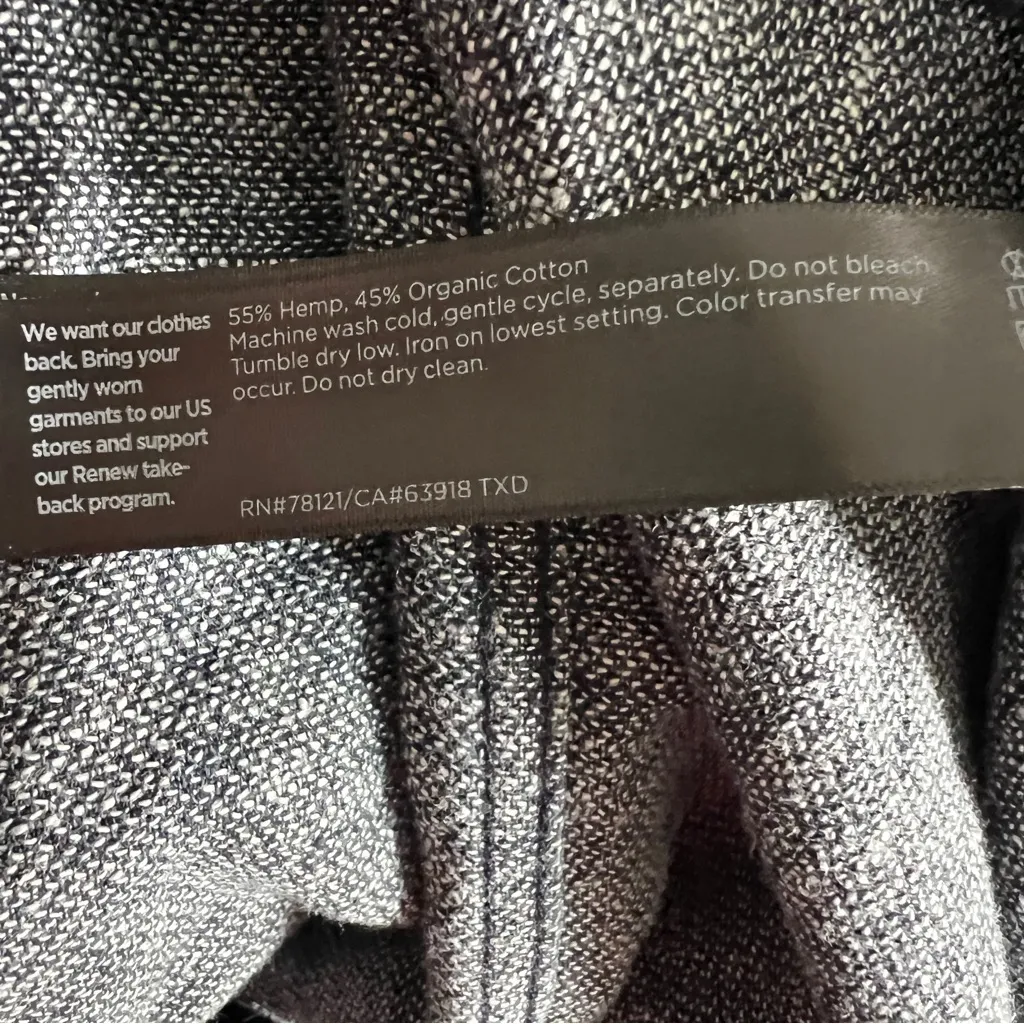 We want our clothes
back. Bring your
gently worn
garments to our US
stores and support
our Renew take-
back program.
55% Hemp, 45% Organic Cotton
Machine wash cold, gentle cycle, separately. Do not bleach.
Tumble dry low. Iron on lowest setting. Color transfer may
occur. Do not dry clean.
RN#78121/CA#63918 TXD